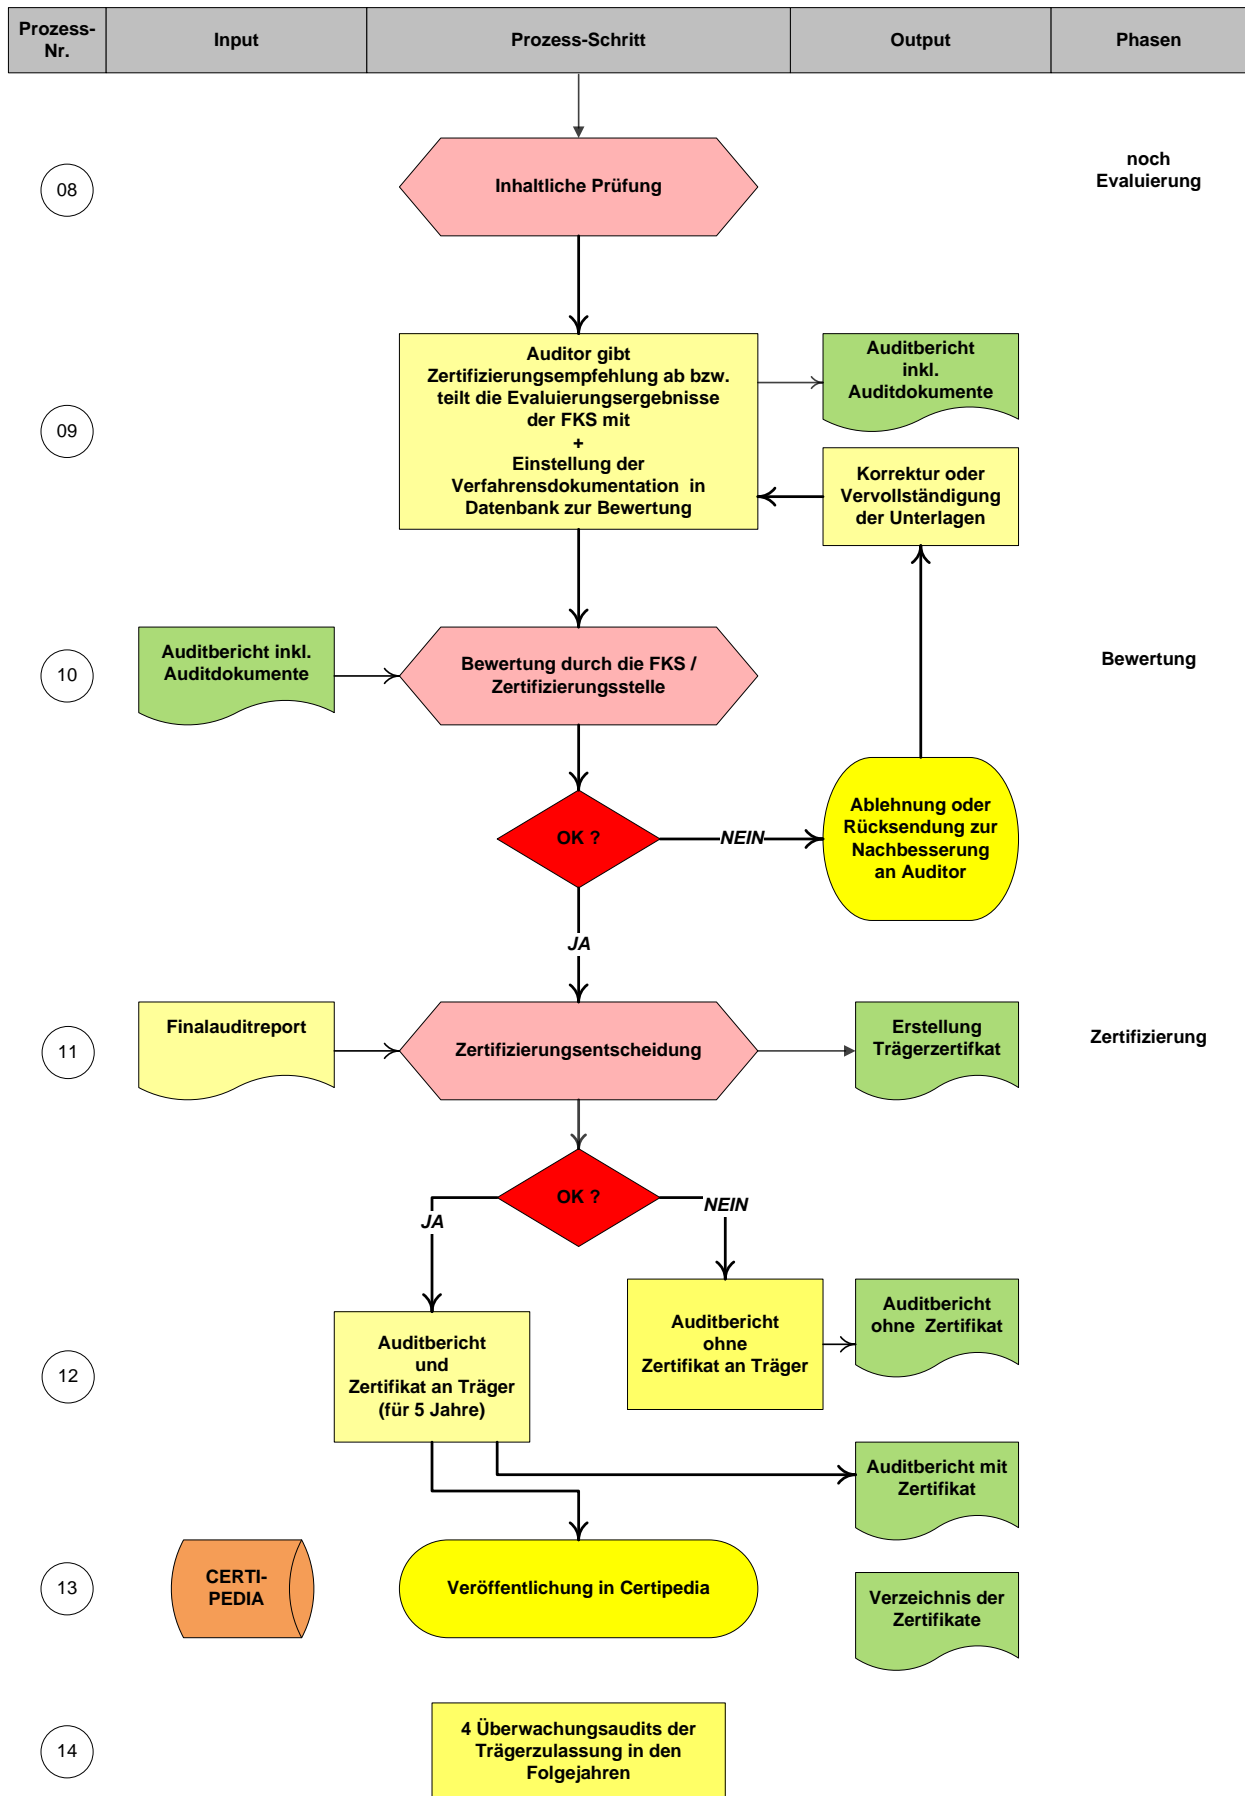 Prozess-
Nr.
Input
Prozess-Schritt
Output
Phasen
08
Inhaltliche Prüfung
noch
Evaluierung
09
Auditor gibt
Zertifizierungsempfehlung ab bzw.
teilt die Evaluierungsergebnisse
der FKS mit
+
Einstellung der
Verfahrensdokumentation in
Datenbank zur Bewertung
Auditbericht
inkl.
Auditdokumente
Korrektur oder
Vervollständigung
der Unterlagen
10
Auditbericht inkl.
Auditdokumente
Bewertung durch die FKS /
Zertifizierungsstelle
Bewertung
OK ?
NEIN
Ablehnung oder
Rücksendung zur
Nachbesserung
an Auditor
JA
11
Finalauditreport
Zertifizierungsentscheidung
Erstellung
Trägerzertifkat
Zertifizierung
OK ?
JA
NEIN
12
Auditbericht
und
Zertifikat an Träger
(für 5 Jahre)
Auditbericht
ohne
Zertifikat an Träger
Auditbericht
ohne Zertifikat
Auditbericht mit
Zertifikat
13
CERTI-
PEDIA
Veröffentlichung in Certipedia
Verzeichnis der
Zertifikate
14
4 Überwachungsaudits der
Trägerzulassung in den
Folgejahren